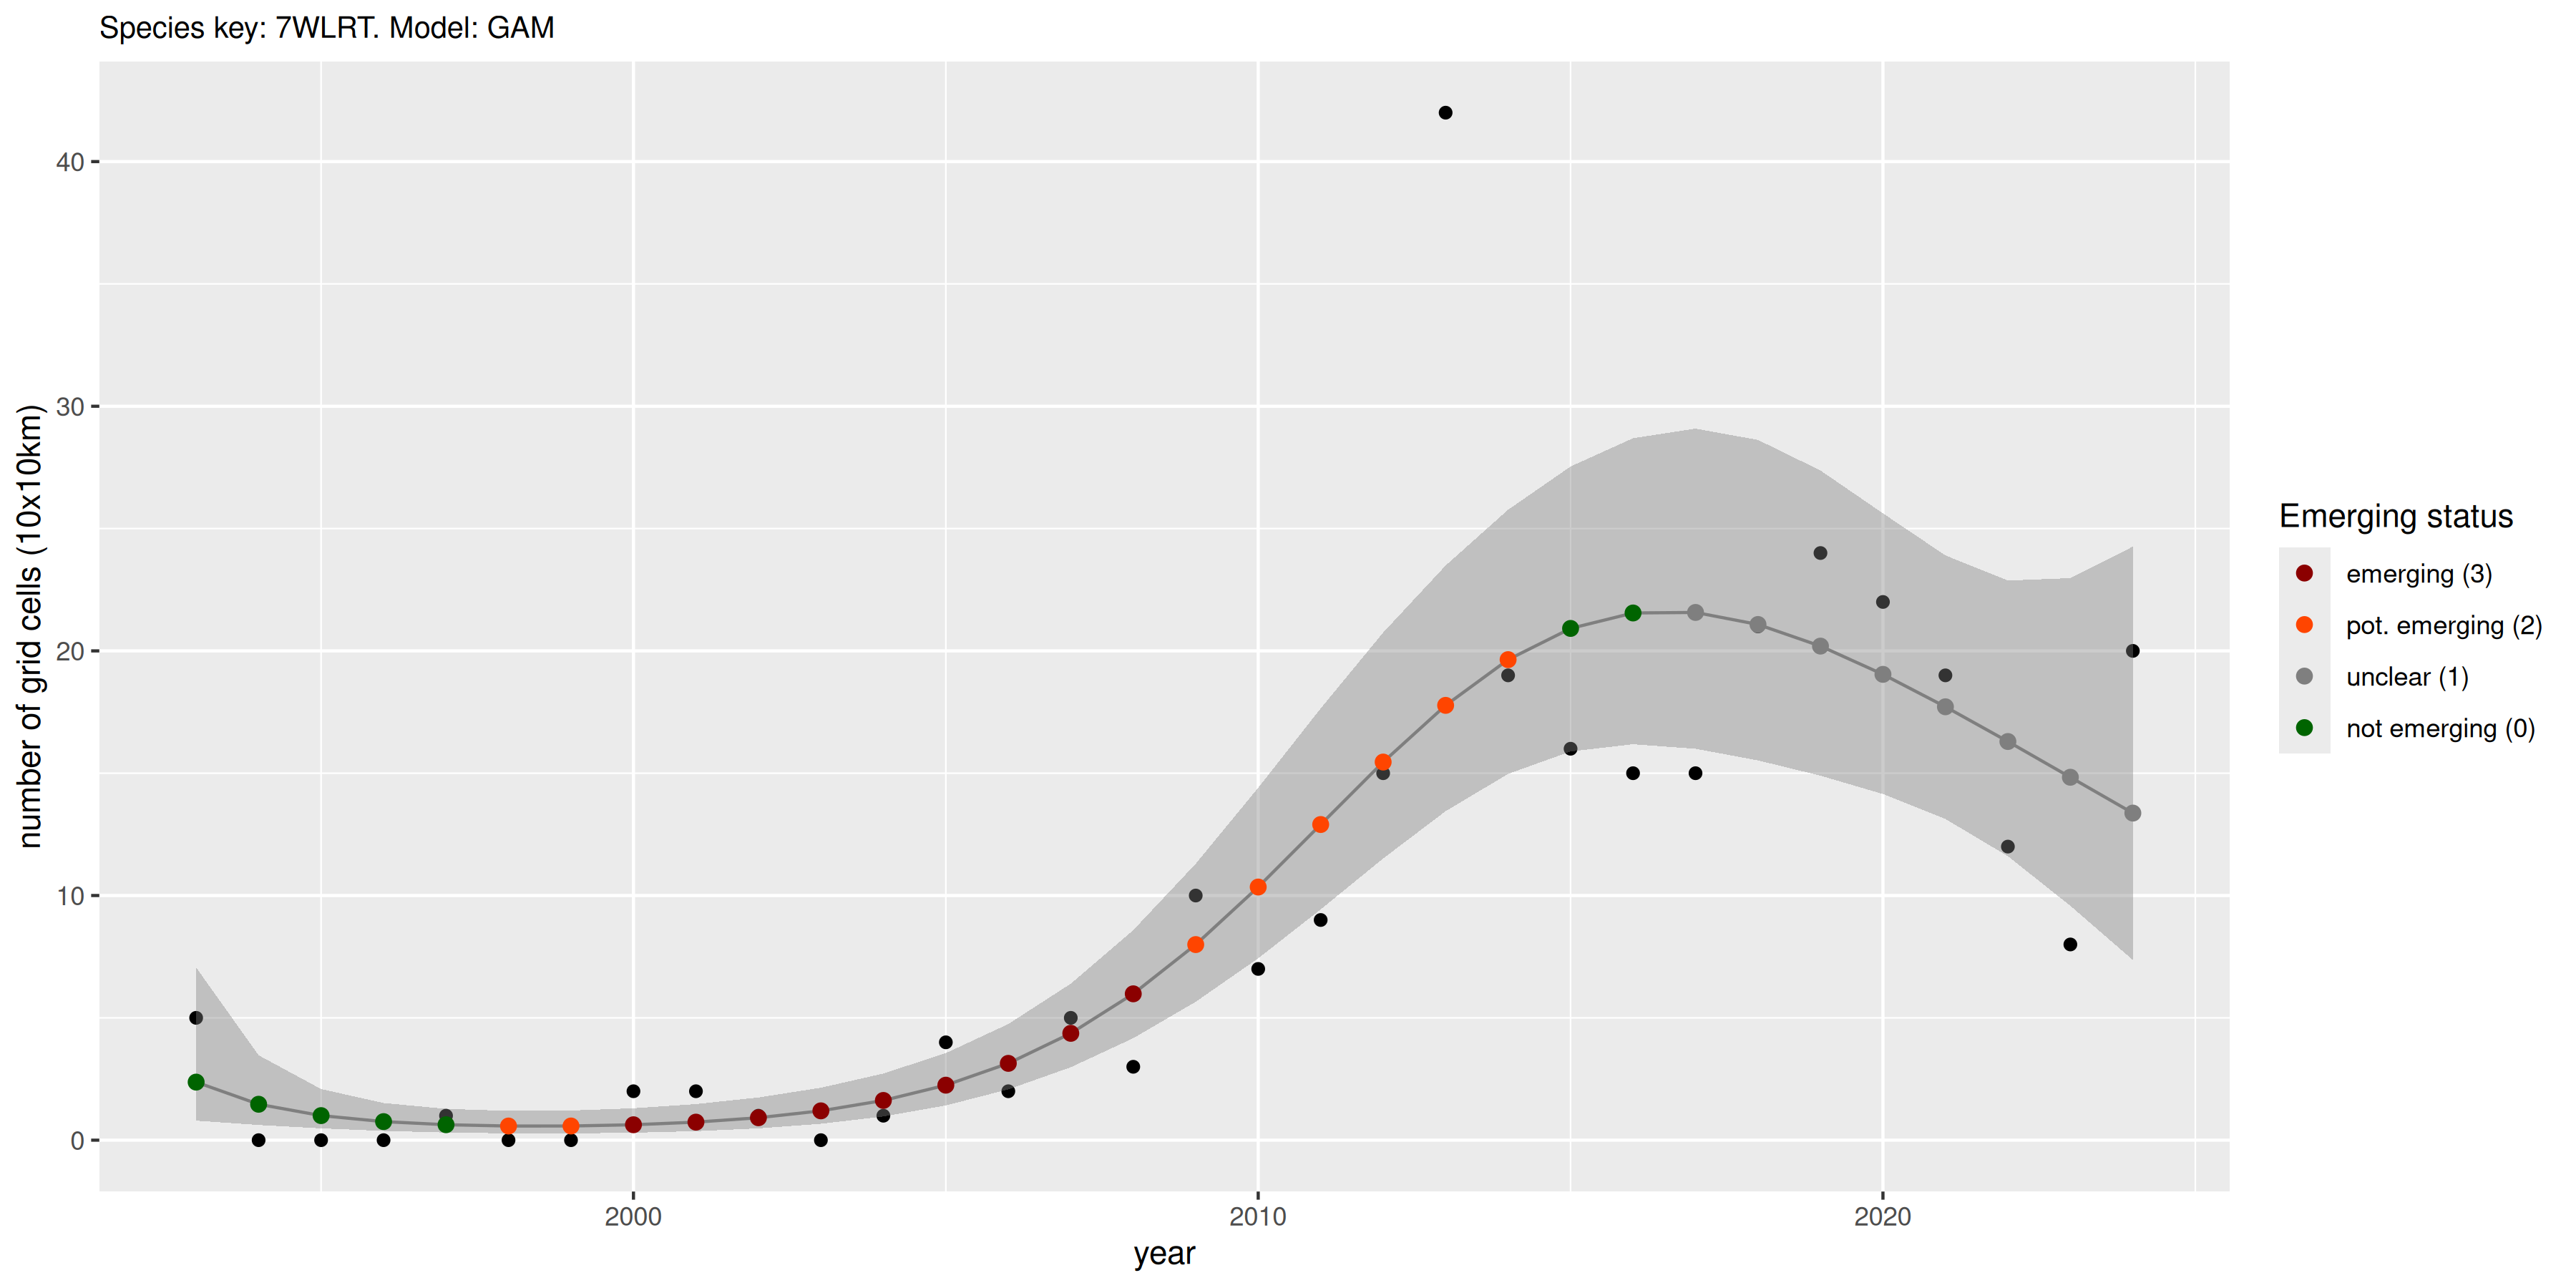 Species key: 7WLRT. Model: GAM
number of grid cells (10x10km)
40
30
20
10
0
2000
2010
2020
year
Emerging status
emerging (3)
pot. emerging (2)
unclear (1)
not emerging (0)